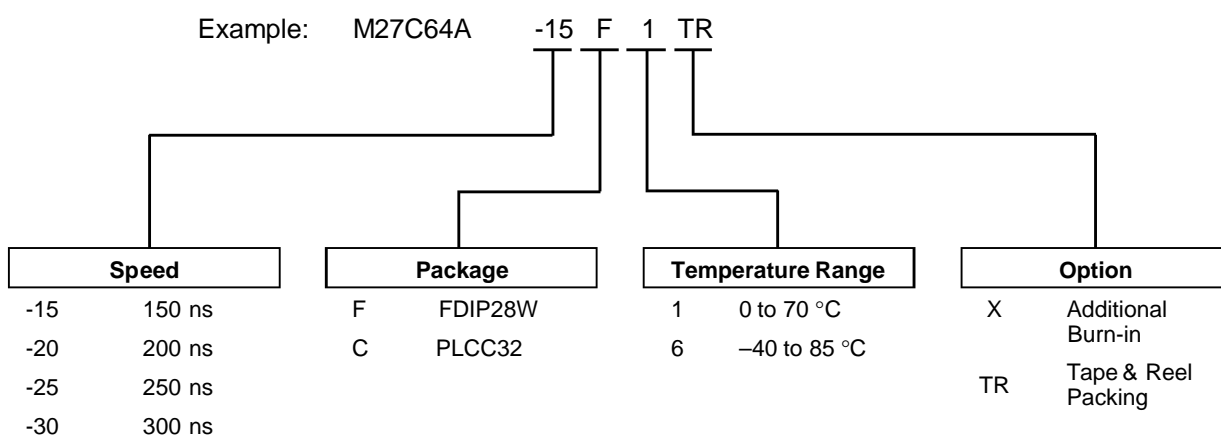 Example: M27C64A -15 F 1 TR
Speed Package Temperature Range Option
-15 150 ns F FDIP28W 1 0 to 70 °C X Additional Burn-in
-20 200 ns C PLCC32 6 –40 to 85 °C
-25 250 ns TR Tape & Reel Packing
-30 300 ns